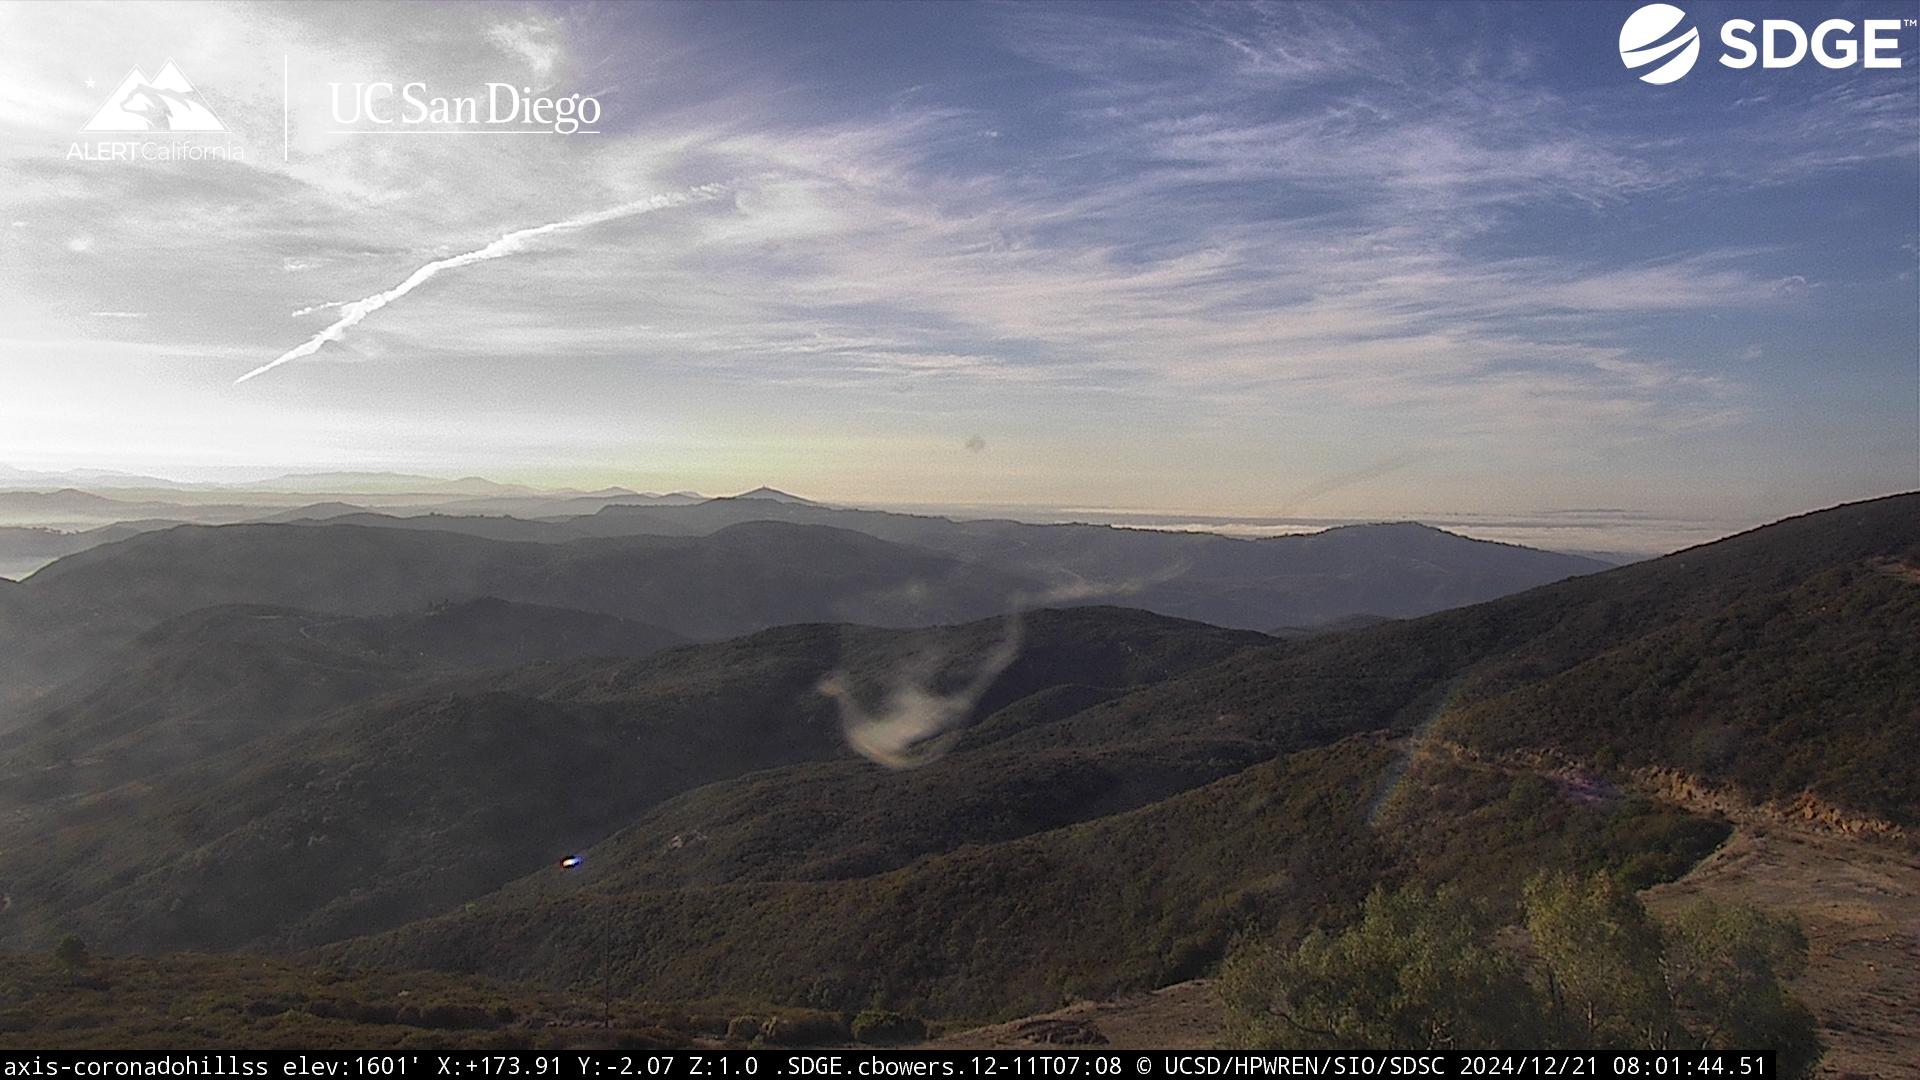 SDGE™
UC San Diego
ALERTCalifornia
axis-coronadohillss elev:1601' X:+173.91 Y:-2.07 Z:1.0 .SDGE.cbowers.12-11T07:08 © UCSD/HPWREN/SIO/SDSC 2024/12/21 08:01:44.51